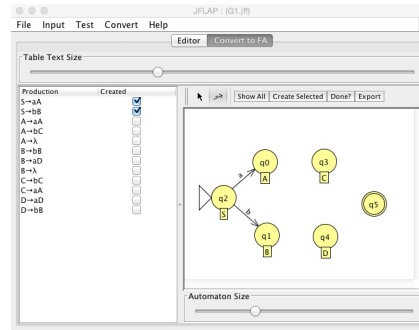 JFLAP : (G1.jff)
File Input Test Convert Help
Editor Convert to FA
Table Text Size
Production Created
S→aA
S→bB
A→aA
A→bC
A→λ
B→bB
B→aD
B→λ
C→bC
C→aA
D→aD
D→bB
Show All Create Selected Done? Export
q0
A
q3
C
a
q2
S
q5
b
q1
B
q4
D
Automaton Size